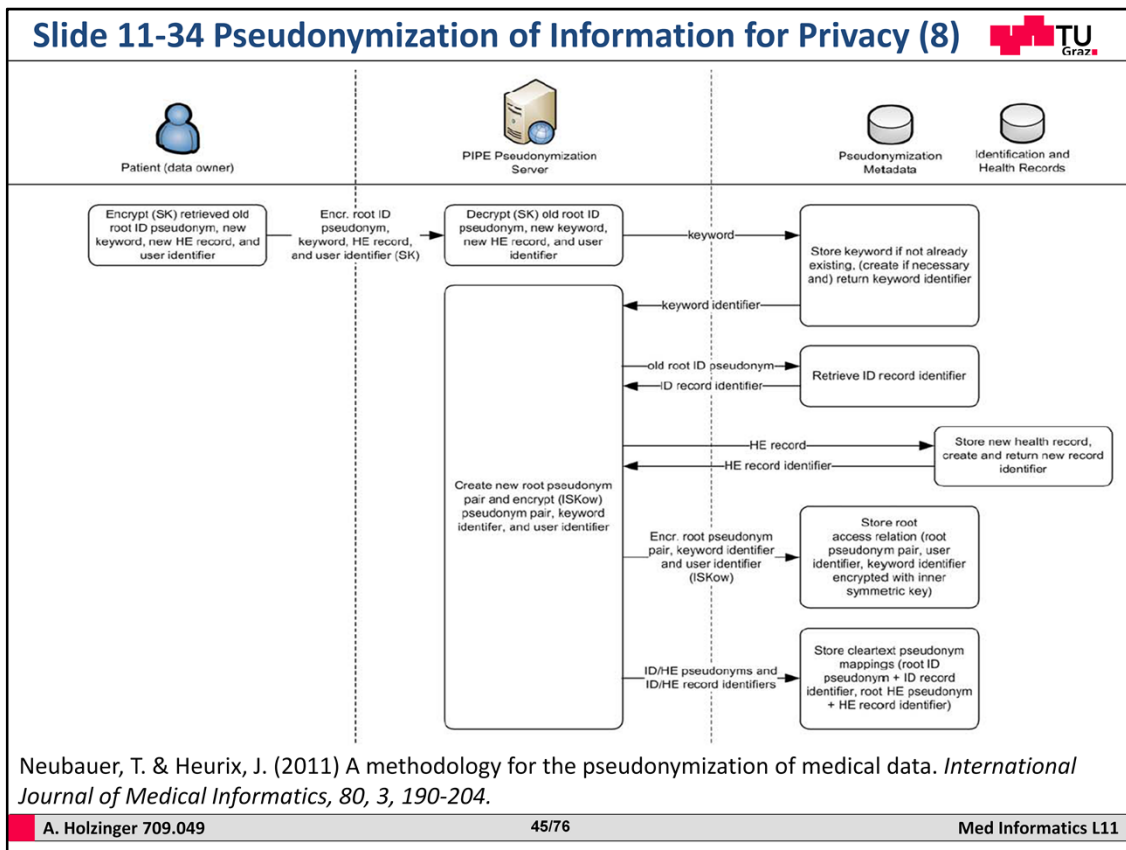 Slide 11-34 Pseudonymization of Information for Privacy (8)
TU
Graz
Patient (data owner)
PIPE Pseudonymization
Server
Pseudonymization
Metadata
Identification and
Health Records
Encrypt (SK) retrieved old
root ID pseudonym, new
keyword, new HE record, and
user identifier
Encr. root ID
pseudonym,
keyword, HE record,
and user identifier (SK)
Decrypt (SK) old root ID
pseudonym, new keyword,
new HE record, and user
identifier
keyword
Store keyword if not already
existing, (create if necessary
and) return keyword identifier
keyword identifier
old root ID pseudonym
ID record identifier
Retrieve ID record identifier
HE record
HE record identifier
Store new health record,
create and return new record
identifier
Create new root pseudonym
pair and encrypt (ISKow)
pseudonym pair, keyword
identifer, and user identifier
Encr. root pseudonym
pair, keyword identifier
and user identifier
(ISKow)
Store root
access relation (root
pseudonym pair, user
identifier, keyword identifier
encrypted with inner
symmetric key)
ID/HE pseudonyms and
ID/HE record identifiers
Store cleartext pseudonym
mappings (root ID
pseudonym + ID record
identifier, root HE pseudonym
+ HE record identifier)
Neubauer, T. & Heurix, J. (2011) A methodology for the pseudonymization of medical data. International
Journal of Medical Informatics, 80, 3, 190-204.
A. Holzinger 709.049
45/76
Med Informatics L11